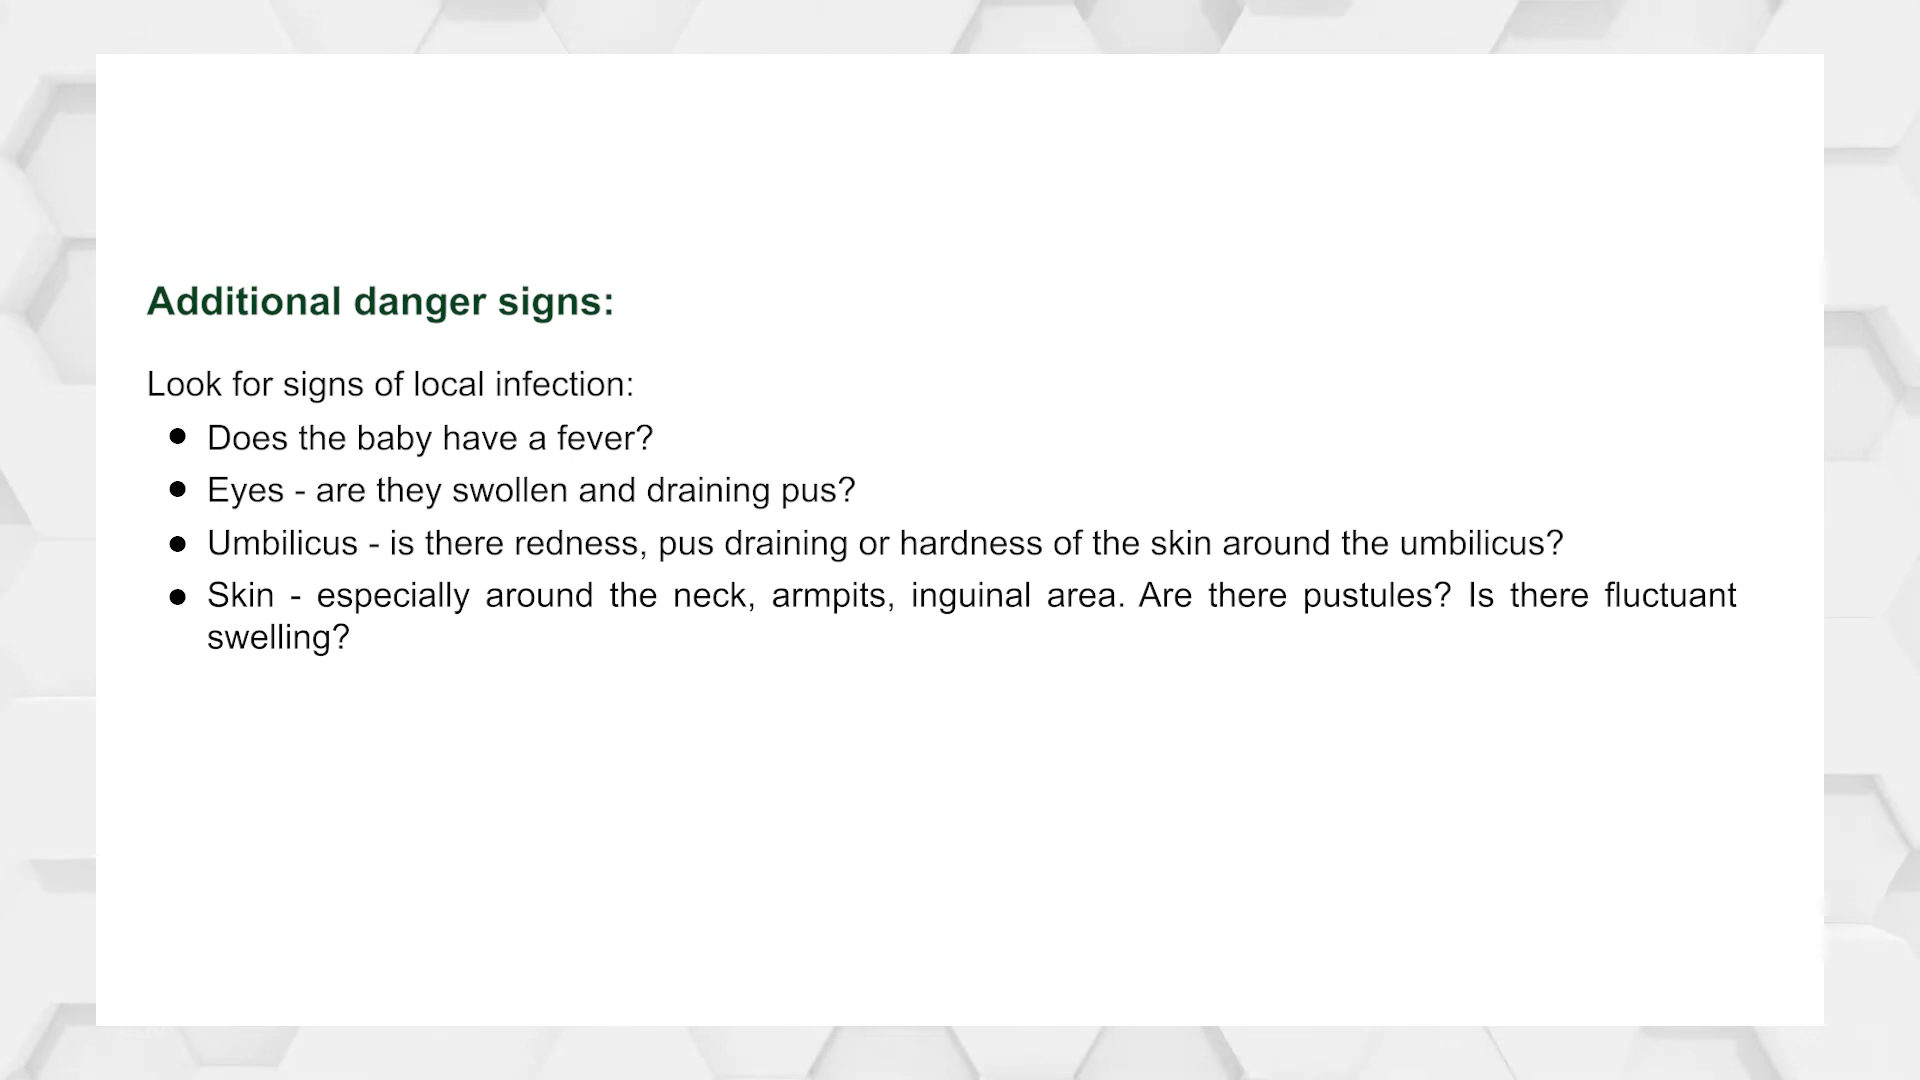 Additional danger signs:
Look for signs of local infection:
● Does the baby have a fever?
● Eyes - are they swollen and draining pus?
● Umbilicus - is there redness, pus draining or hardness of the skin around the umbilicus?
● Skin - especially around the neck, armpits, inguinal area. Are there pustules? Is there fluctuant
swelling?